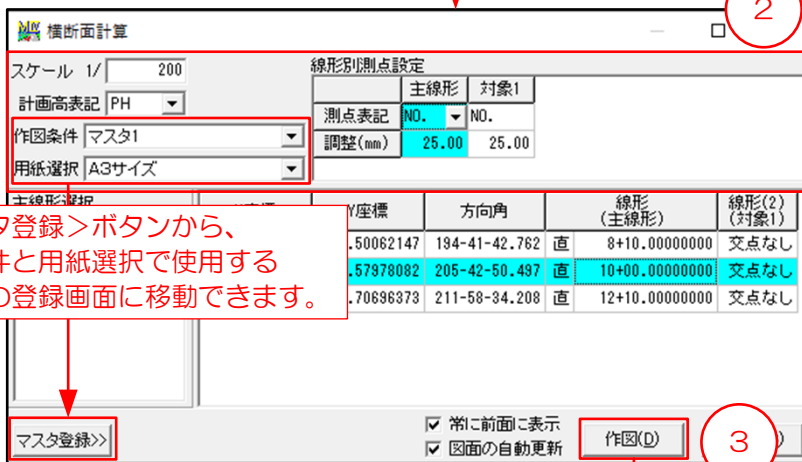 2
横断面計算
スケール 1/ 200
計画高表記 PH
作図条件 マスタ1
用紙選択 A3サイズ
線形別測点設定
主線形 対象1
測点表記 NO. NO.
調整(mm) 25.00 25.00
主線形選択
Y座標 方向角 線形(主線形) 線形(2)(対象1)
.50062147 194-41-42.762 直 8+10.00000000 交点なし
.57978082 205-42-50.497 直 10+00.00000000 交点なし
.70696373 211-58-34.208 直 12+10.00000000 交点なし
タ登録>ボタンから、
件と用紙選択で使用する
の登録画面に移動できます。
マスタ登録>>
常に前面に表示
図面の自動更新
作図(D)
3